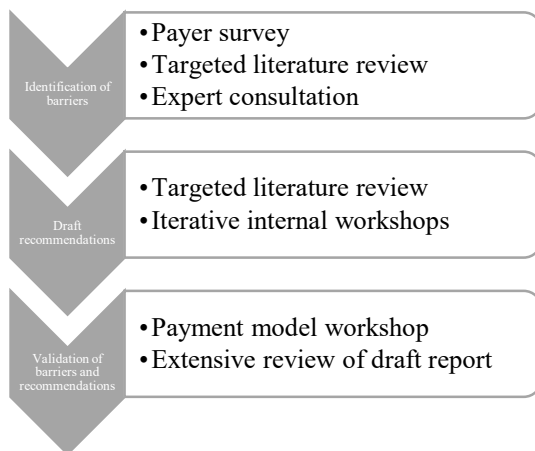 Identification of
barriers
•Payer survey
•Targeted literature review
•Expert consultation
Draft
recommendations
•Targeted literature review
•Iterative internal workshops
Validation of
barriers and
recommendations
•Payment model workshop
•Extensive review of draft report